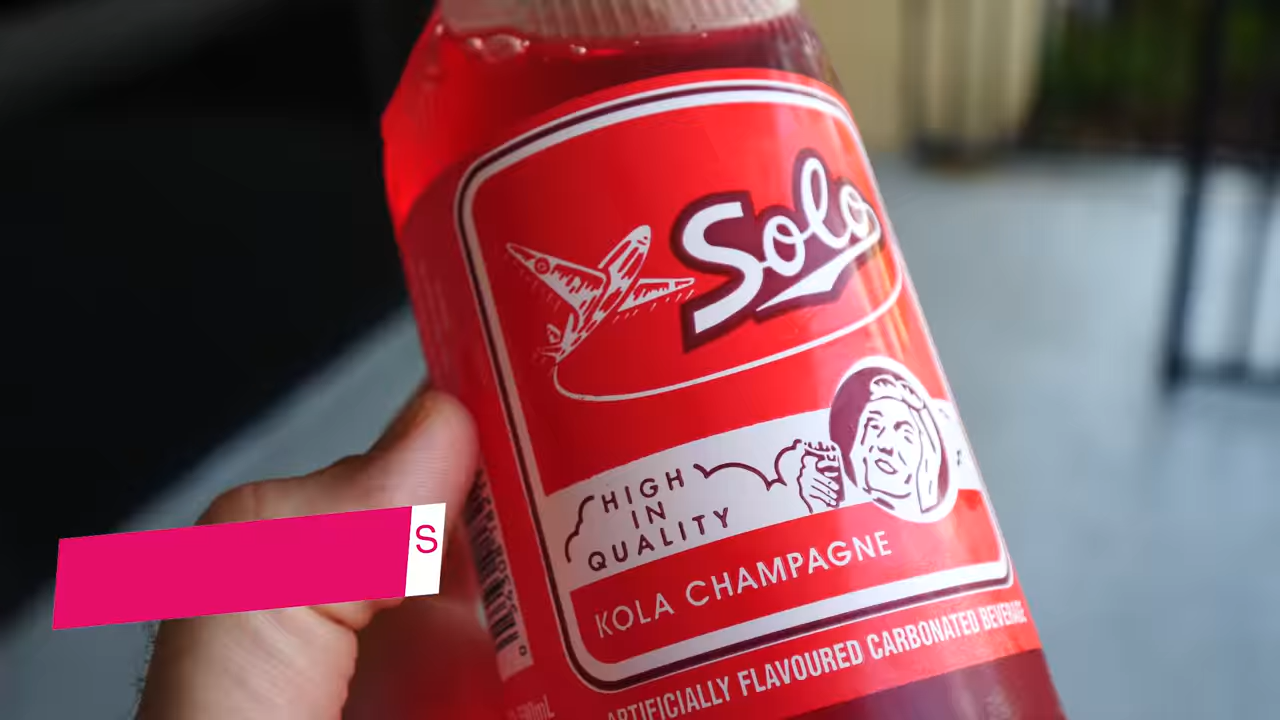 Solo
HIGH
IN
QUALITY
KOLA CHAMPAGNE
ARTIFICIALLY FLAVOURED CARBONATED BEVERAGE
S